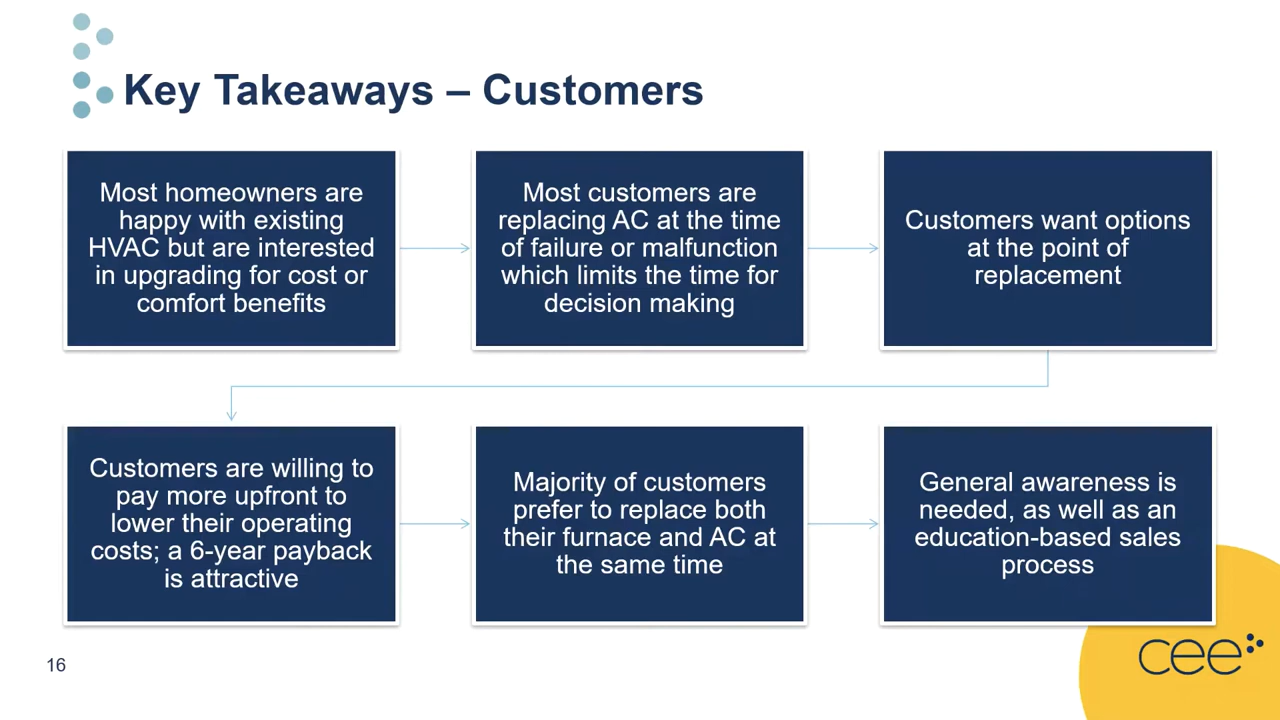 Key Takeaways – Customers
Most homeowners are
happy with existing
HVAC but are interested
in upgrading for cost or
comfort benefits
Most customers are
replacing AC at the time
of failure or malfunction
which limits the time for
decision making
Customers want options
at the point of
replacement
Customers are willing to
pay more upfront to
lower their operating
costs; a 6-year payback
is attractive
Majority of customers
prefer to replace both
their furnace and AC at
the same time
General awareness is
needed, as well as an
education-based sales
process
16
cee